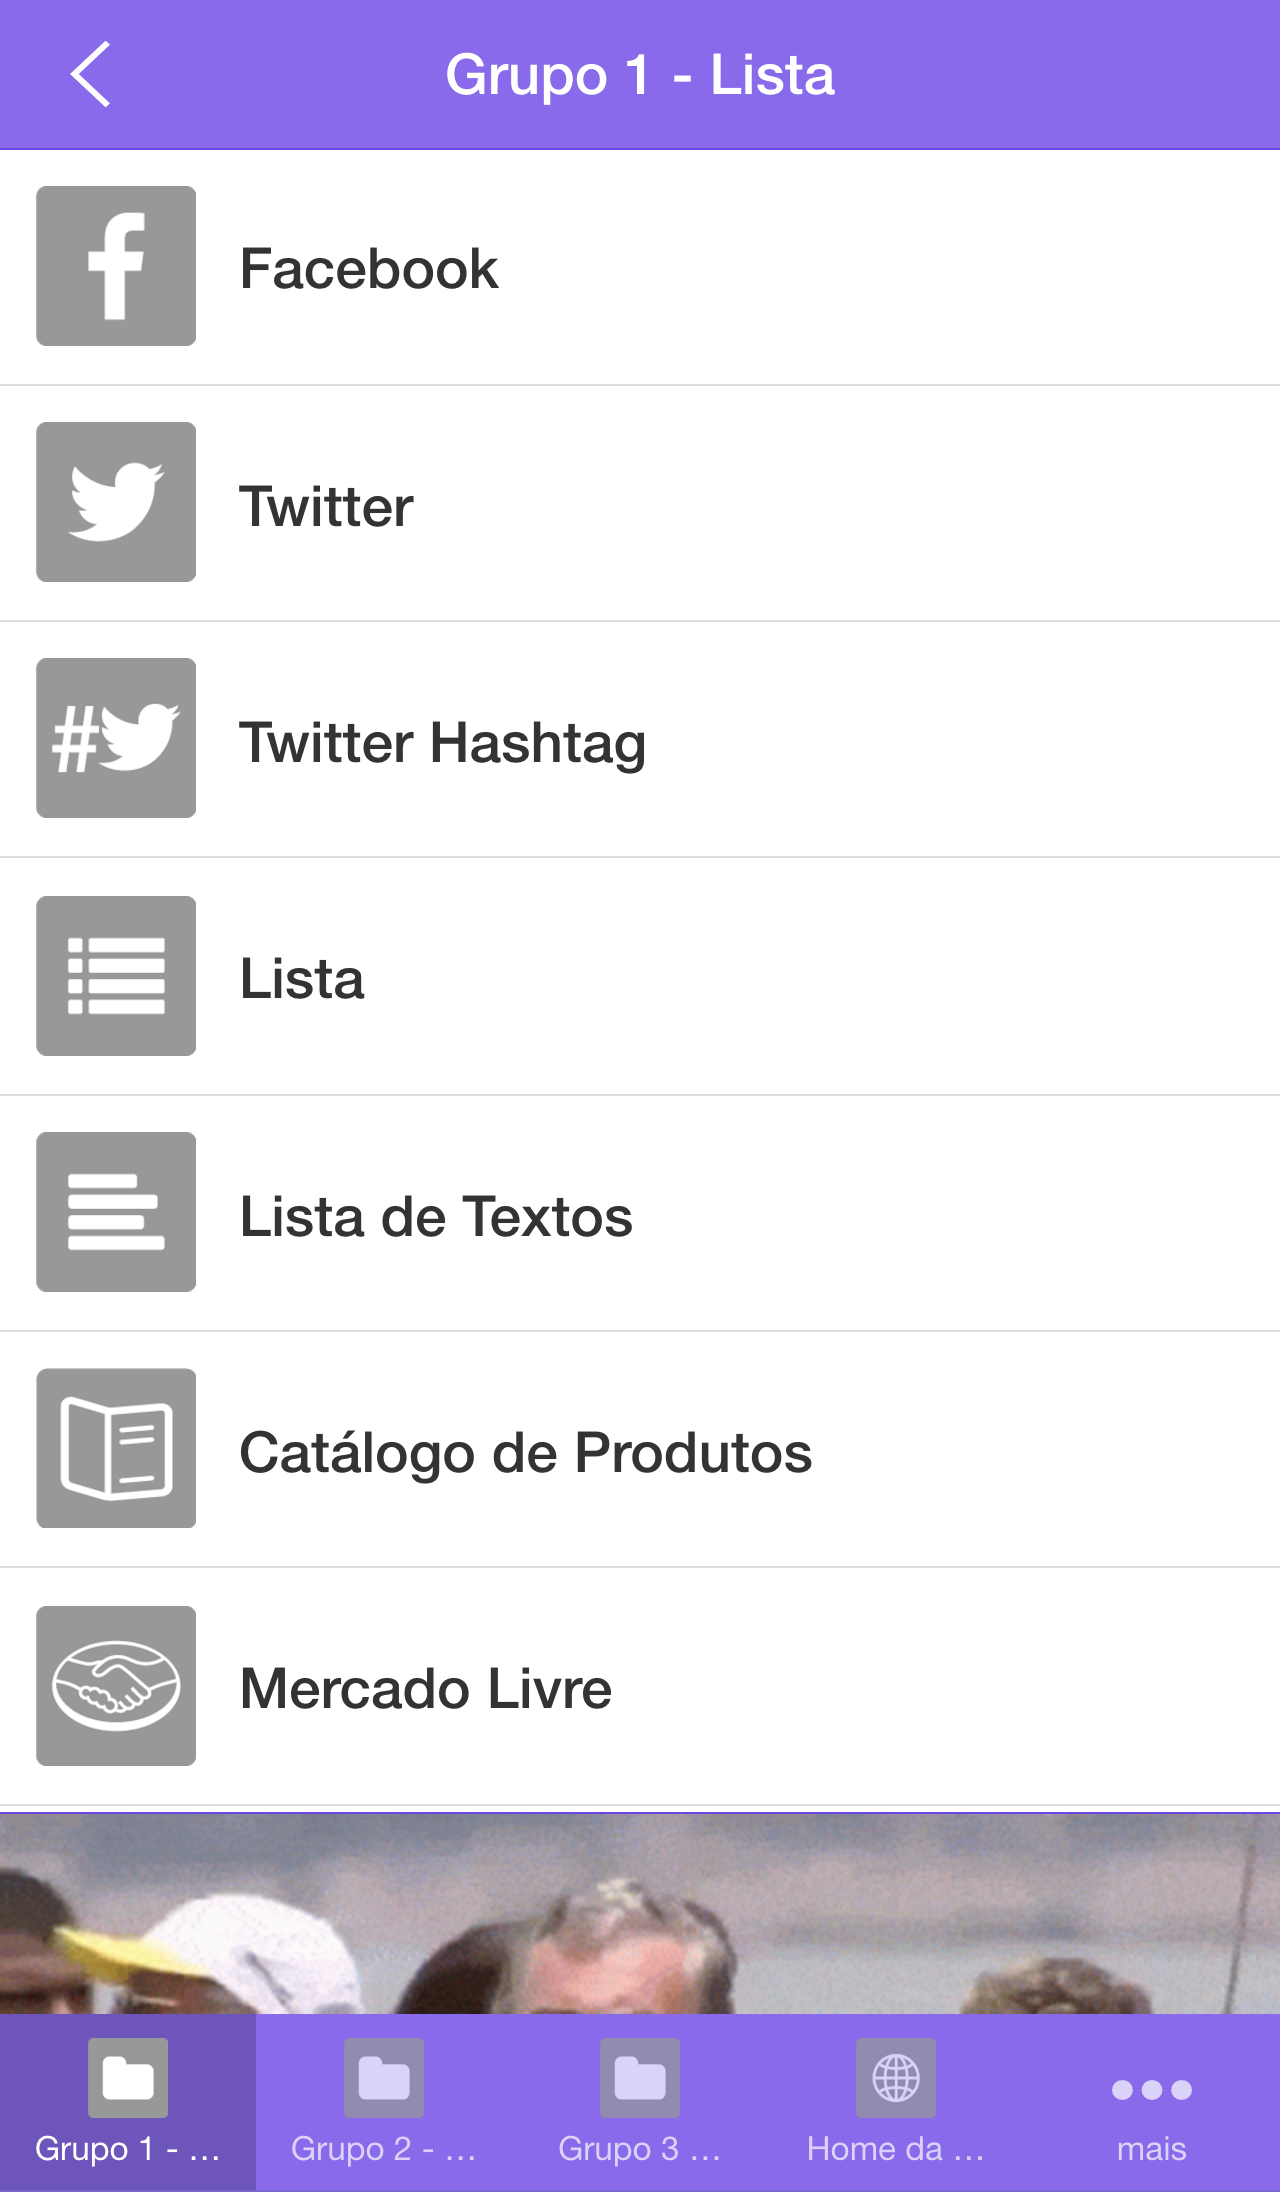 Grupo 1 - Lista
Facebook
Twitter
#
Twitter Hashtag
Lista
Lista de Textos
Catálogo de Produtos
Mercado Livre
Grupo 1 - ...
Grupo 2 - ...
Grupo 3 ...
Home da ...
mais